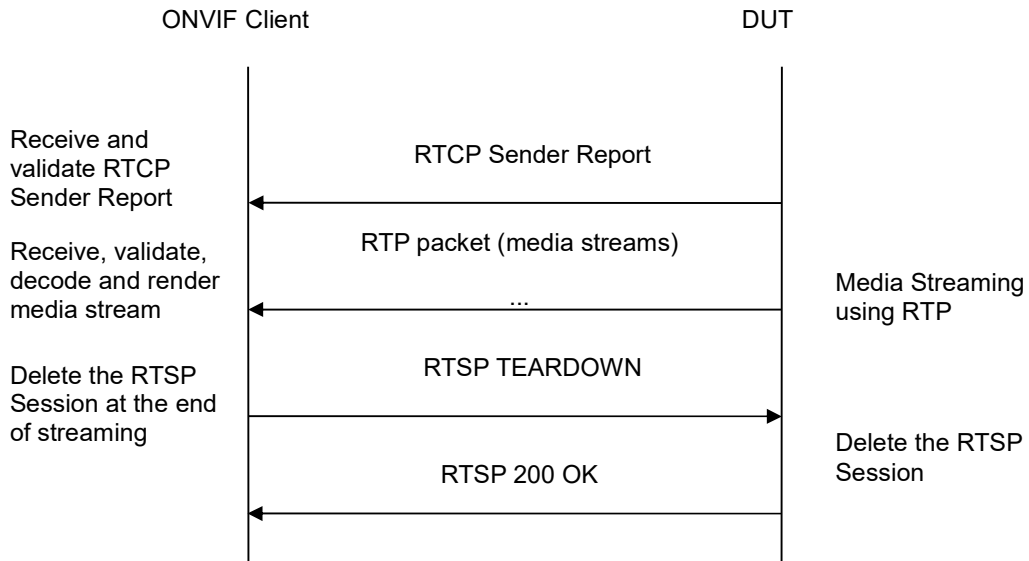 ONVIF Client
DUT
Receive and
validate RTCP
Sender Report
RTCP Sender Report
RTP packet (media streams)
Receive, validate,
decode and render
media stream
...
Media Streaming
using RTP
RTSP TEARDOWN
Delete the RTSP
Session at the end
of streaming
Delete the RTSP
Session
RTSP 200 OK